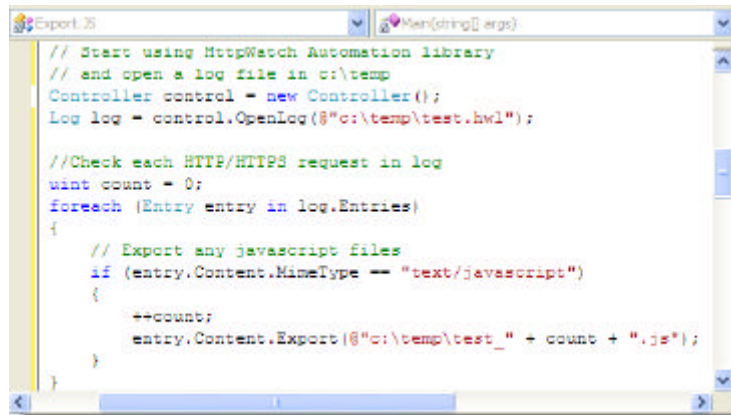 Export.JS Main(string[] args)
// Start using HttpWatch Automation library
// and open a log file in c:\temp
Controller control = new Controller();
Log log = control.OpenLog(@"c:\temp\test.hwl");
//Check each HTTP/HTTPS request in log
uint count = 0;
foreach (Entry entry in log.Entries)
{
// Export any javascript files
if (entry.Content.MimeType == "text/javascript")
{
++count;
entry.Content.Export(@"c:\temp\test_" + count + ".js");
}
}